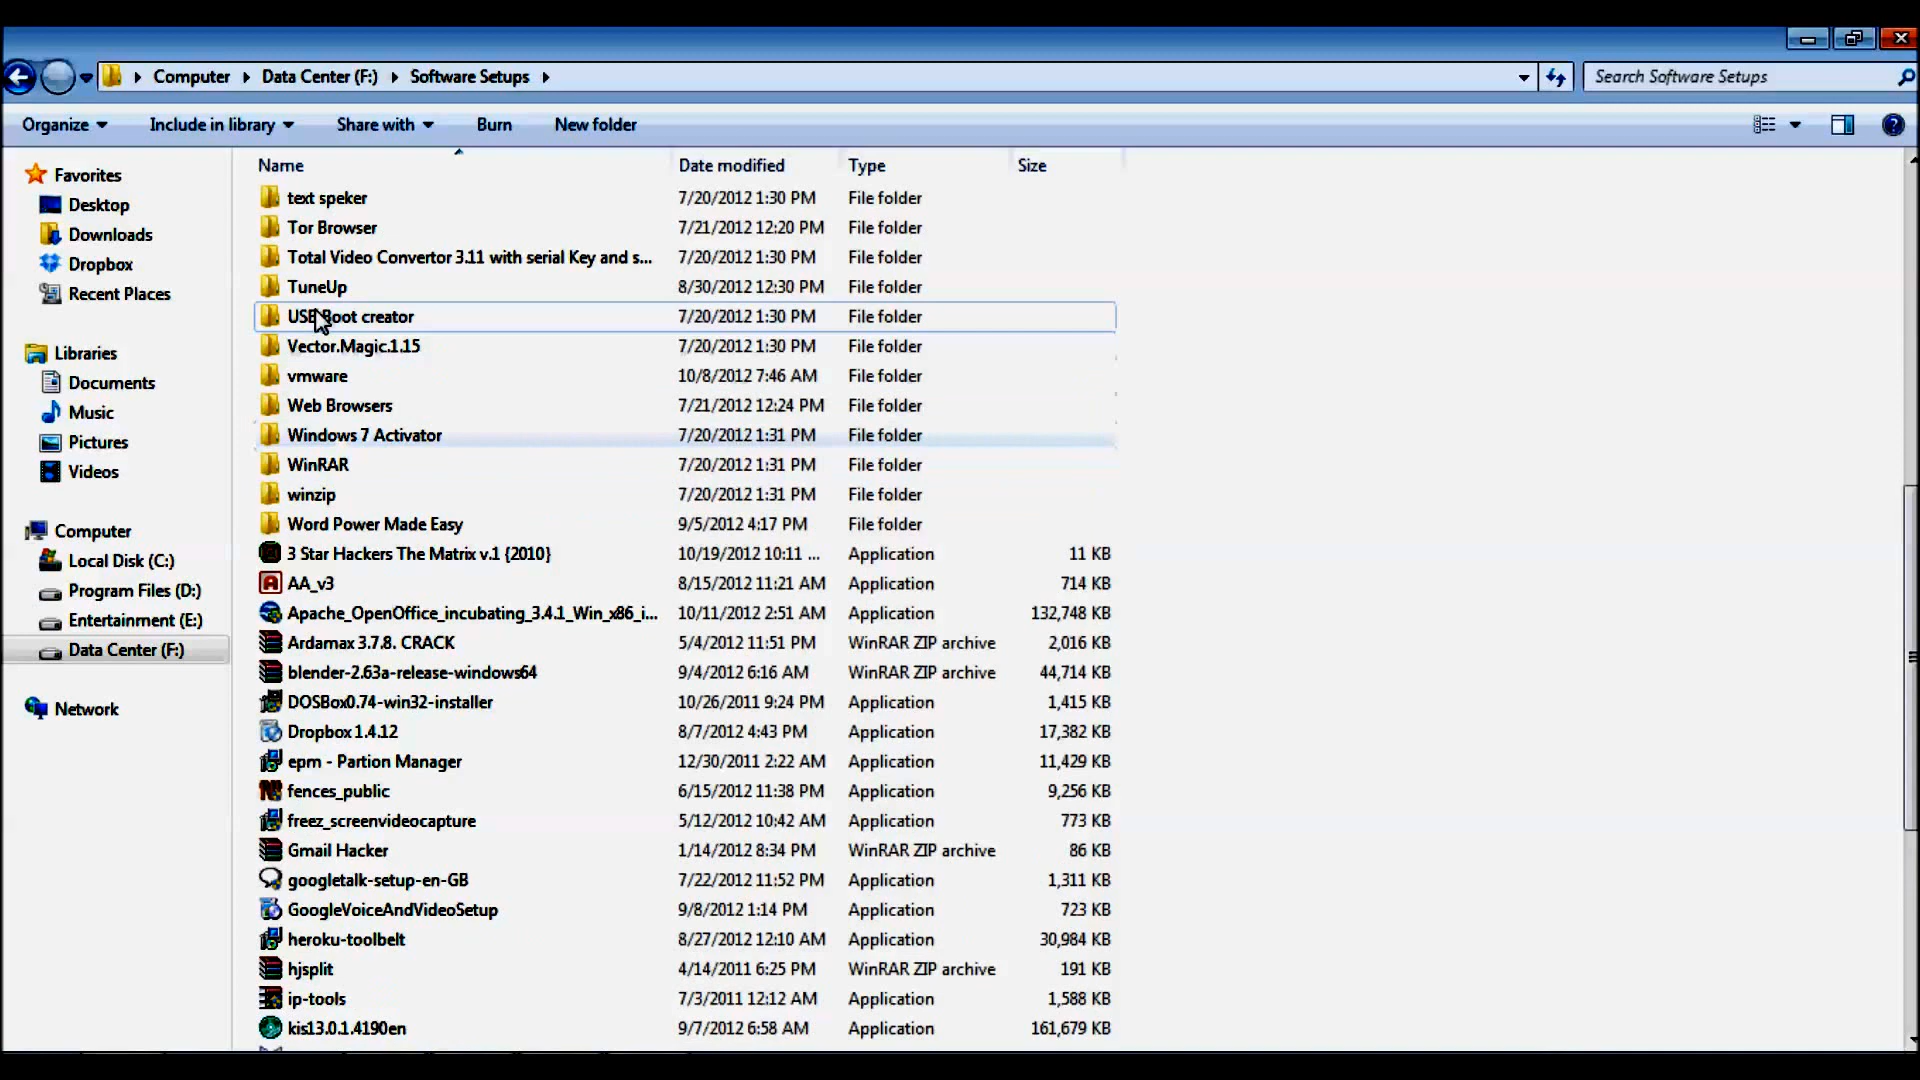 Computer Data Center (F:) Software Setups
Search Software Setups
Organize Include in library Share with Burn New folder
Name Date modified Type Size
Favorites
Desktop
Downloads
Dropbox
Recent Places
Libraries
Documents
Music
Pictures
Videos
Computer
Local Disk (C:)
Program Files (D:)
Entertainment (E:)
Data Center (F:)
Network
text speker 7/20/2012 1:30 PM File folder
Tor Browser 7/21/2012 12:20 PM File folder
Total Video Convertor 3.11 with serial Key and s... 7/20/2012 1:30 PM File folder
TuneUp 8/30/2012 12:30 PM File folder
USB Boot creator 7/20/2012 1:30 PM File folder
Vector.Magic.1.15 7/20/2012 1:30 PM File folder
vmware 10/8/2012 7:46 AM File folder
Web Browsers 7/21/2012 12:24 PM File folder
Windows 7 Activator 7/20/2012 1:31 PM File folder
WinRAR 7/20/2012 1:31 PM File folder
winzip 7/20/2012 1:31 PM File folder
Word Power Made Easy 9/5/2012 4:17 PM File folder
3 Star Hackers The Matrix v.1 {2010} 10/19/2012 10:11 ... Application 11 KB
AA_v3 8/15/2012 11:21 AM Application 714 KB
Apache_OpenOffice_incubating_3.4.1_Win_x86_i... 10/11/2012 2:51 AM Application 132,748 KB
Ardamax 3.7.8. CRACK 5/4/2012 11:51 PM WinRAR ZIP archive 2,016 KB
blender-2.63a-release-windows64 9/4/2012 6:16 AM WinRAR ZIP archive 44,714 KB
DOSBox0.74-win32-installer 10/26/2011 9:24 PM Application 1,415 KB
Dropbox 1.4.12 8/7/2012 4:43 PM Application 17,382 KB
epm - Partion Manager 12/30/2011 2:22 AM Application 11,429 KB
fences_public 6/15/2012 11:38 PM Application 9,256 KB
freez_screenvideocapture 5/12/2012 10:42 AM Application 773 KB
Gmail Hacker 1/14/2012 8:34 PM WinRAR ZIP archive 86 KB
googletalk-setup-en-GB 7/22/2012 11:52 PM Application 1,311 KB
GoogleVoiceAndVideoSetup 9/8/2012 1:14 PM Application 723 KB
heroku-toolbelt 8/27/2012 12:10 AM Application 30,984 KB
hjsplit 4/14/2011 6:25 PM WinRAR ZIP archive 191 KB
ip-tools 7/3/2011 12:12 AM Application 1,588 KB
kis13.0.1.4190en 9/7/2012 6:58 AM Application 161,679 KB